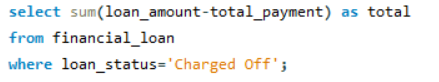 select sum(loan_amount-total_payment) as total
from financial_loan
where loan_status='Charged Off';